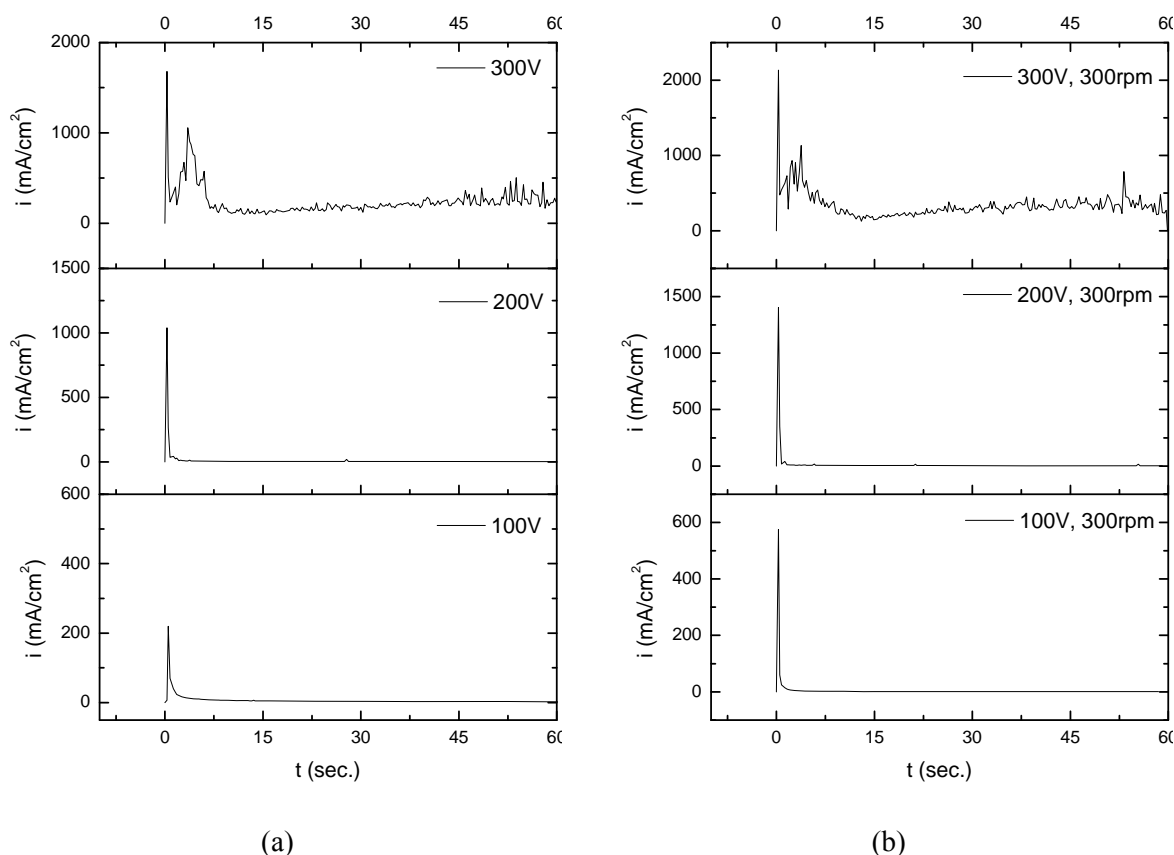 0 15 30 45 60
2000
1000
0
i (mA/cm²)
300V
1500
1000
500
0
i (mA/cm²)
200V
600
400
200
0
i (mA/cm²)
100V
0 15 30 45 60
t (sec.)
(a)
0 15 30 45 60
2000
1000
0
i (mA/cm²)
300V, 300rpm
1500
1000
500
0
i (mA/cm²)
200V, 300rpm
600
400
200
0
i (mA/cm²)
100V, 300rpm
0 15 30 45 60
t (sec.)
(b)